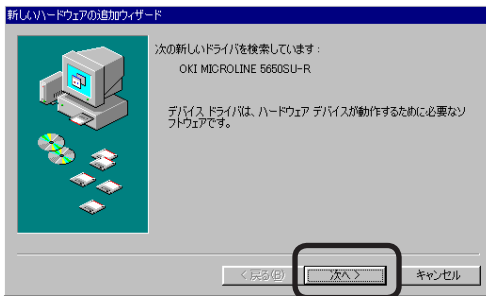 新しいハードウェアの追加ウィザード
次の新しいドライバを検索しています：
OKI MICROLINE 5650SU-R
デバイス ドライバは、ハードウェア デバイスが動作するために必要なソ
フトウェアです。
< 戻る(B)
次へ >
キャンセル